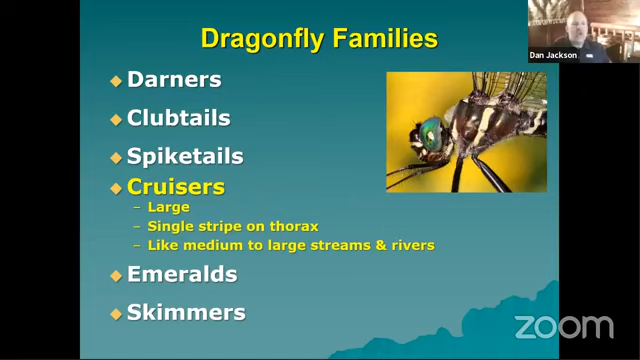 Dragonfly Families
Dan Jackson
Darners
Clubtails
Spiketails
Cruisers
– Large
– Single stripe on thorax
– Like medium to large streams & rivers
Emeralds
Skimmers
zoom